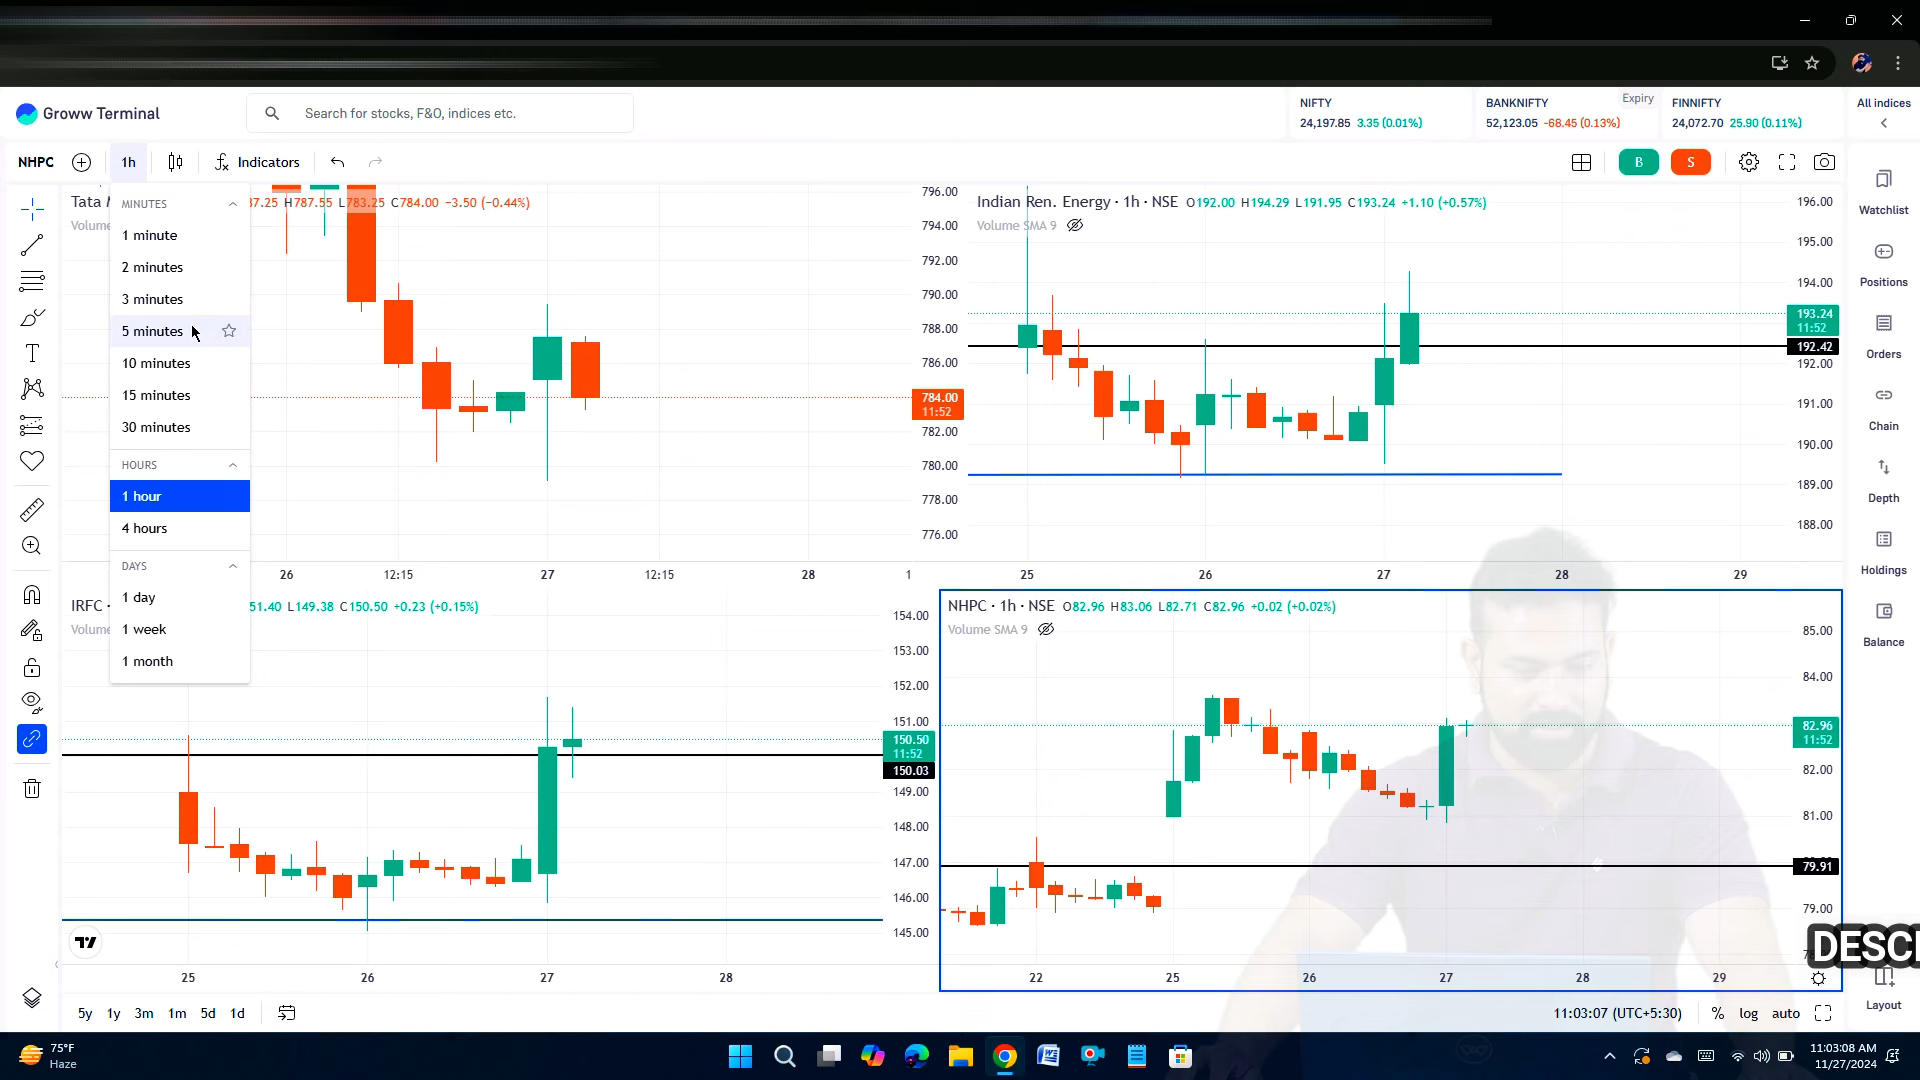 Groww Terminal
Search for stocks, F&O, indices etc.
NIFTY
24,197.85 3.35 (0.01%)
BANKNIFTY
Expiry
52,123.05 -68.45 (0.13%)
FINNIFTY
24,072.70 25.90 (0.11%)
All indices
NHPC
1h
Indicators
B
S
MINUTES
1 minute
2 minutes
3 minutes
5 minutes
10 minutes
15 minutes
30 minutes
HOURS
1 hour
4 hours
DAYS
1 day
1 week
1 month
Tata
37.25 H787.55 L783.25 C784.00 −3.50 (−0.44%)
Volume
796.00
794.00
792.00
790.00
788.00
786.00
784.00
11:52
782.00
780.00
778.00
776.00
26
12:15
27
12:15
28
1
Indian Ren. Energy · 1h · NSE O192.00 H194.29 L191.95 C193.24 +1.10 (+0.57%)
Volume SMA 9
196.00
195.00
194.00
193.24
11:52
192.42
192.00
191.00
190.00
189.00
188.00
25
26
27
28
29
IRFC ·
51.40 L149.38 C150.50 +0.23 (+0.15%)
Volume
154.00
153.00
152.00
151.00
150.50
11:52
150.03
149.00
148.00
147.00
146.00
145.00
25
26
27
28
NHPC · 1h · NSE O82.96 H83.06 L82.71 C82.96 +0.02 (+0.02%)
Volume SMA 9
85.00
84.00
82.96
11:52
82.00
81.00
79.91
79.00
22
25
26
27
28
29
Watchlist
Positions
Orders
Chain
Depth
Holdings
Balance
DESC
Layout
5y 1y 3m 1m 5d 1d
11:03:07 (UTC+5:30) % log auto
75°F
Haze
11:03:08 AM
11/27/2024